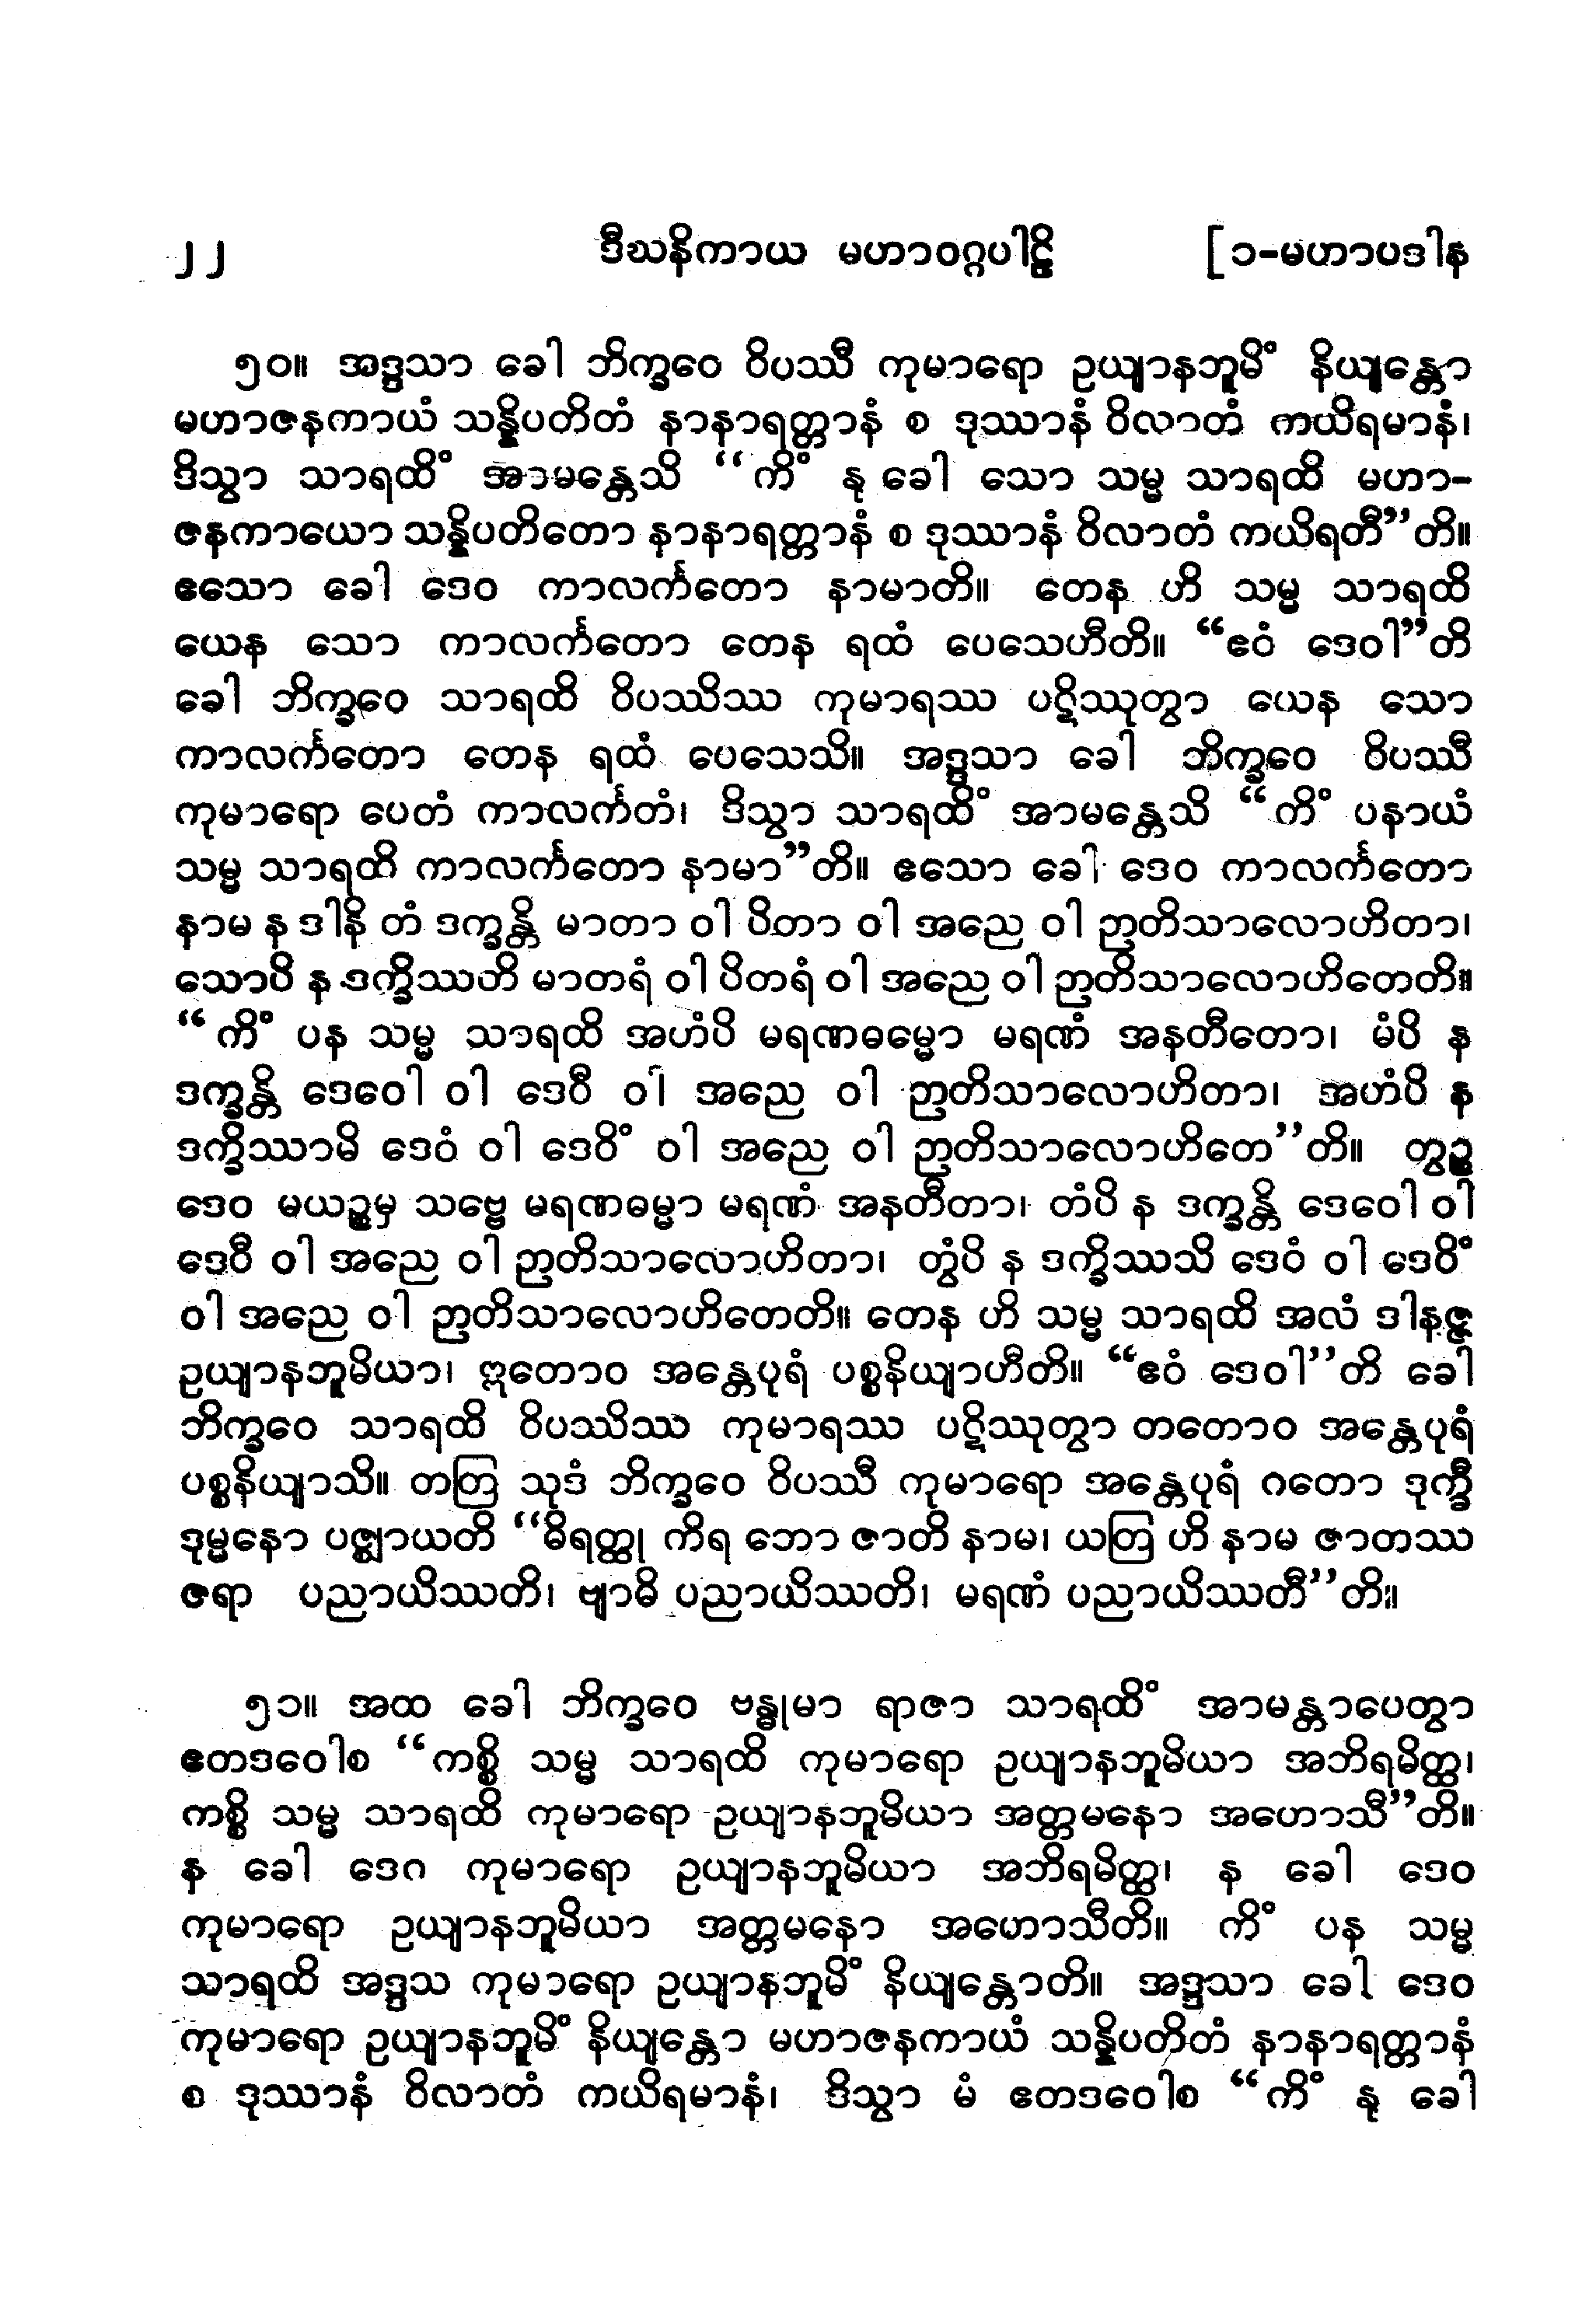 ၂၂ ဒီဃနိကာယ မဟာဝဂ္ဂပါဠိ [၁-မဟာပဒါန
၅၀။ အဒ္ဒသာ ခေါ ဘိက္ခဝေ ဝိပဿီ ကုမာရော ဥယျာနဘူမိံ နိယျန္တော
မဟာဇနကာယံ သန္နိပတိတံ နာနာရတ္တာနံ စ ဒုဿာနံ ဝိလာတံ ကယိရမာနံ၊
ဒိသွာ သာရထိံ အာမန္တေသိ “ကိံ နု ခေါ သော သမ္မ သာရထိ မဟာ-
ဇနကာယော သန္နိပတိတော နာနာရတ္တာနံ စ ဒုဿာနံ ဝိလာတံ ကယိရတီ”တိ။
ဧသော ခေါ ဒေဝ ကာလင်္ကတော နာမာတိ။ တေန ဟိ သမ္မ သာရထိ
ယေန သော ကာလင်္ကတော တေန ရထံ ပေသေဟီတိ။ “ဧဝံ ဒေဝါ”တိ
ခေါ ဘိက္ခဝေ သာရထိ ဝိပဿိဿ ကုမာရဿ ပဋိဿုတွာ ယေန သော
ကာလင်္ကတော တေန ရထံ ပေသေသိ။ အဒ္ဒသာ ခေါ ဘိက္ခဝေ ဝိပဿီ
ကုမာရော ပေတံ ကာလင်္ကတံ၊ ဒိသွာ သာရထိံ အာမန္တေသိ “ကိံ ပနာယံ
သမ္မ သာရထိ ကာလင်္ကတော နာမာ”တိ။ ဧသော ခေါ ဒေဝ ကာလင်္ကတော
နာမ န ဒါနိ တံ ဒက္ခန္တိ မာတာ ဝါ ပိတာ ဝါ အညေ ဝါ ဉာတိသာလောဟိတာ၊
သောပိ န ဒက္ခိဿတိ မာတရံ ဝါ ပိတရံ ဝါ အညေ ဝါ ဉာတိသာလောဟိတေတိ။
“ကိံ ပန သမ္မ သာရထိ အဟံပိ မရဏဓမ္မော မရဏံ အနတီတော၊ မံပိ န
ဒက္ခန္တိ ဒေဝေါ ဝါ ဒေဝီ ဝါ အညေ ဝါ ဉာတိသာလောဟိတာ၊ အဟံပိ န
ဒက္ခိဿာမိ ဒေဝံ ဝါ ဒေဝိံ ဝါ အညေ ဝါ ဉာတိသာလောဟိတေ”တိ။ တွဉ္စ
ဒေဝ မယဉ္စမှ သဗ္ဗေ မရဏဓမ္မာ မရဏံ အနတီတာ၊ တံပိ န ဒက္ခန္တိ ဒေဝေါ ဝါ
ဒေဝီ ဝါ အညေ ဝါ ဉာတိသာလောဟိတာ၊ တွံပိ န ဒက္ခိဿသိ ဒေဝံ ဝါ ဒေဝိံ
ဝါ အညေ ဝါ ဉာတိသာလောဟိတေတိ။ တေန ဟိ သမ္မ သာရထိ အလံ ဒါနဇ္ဇ
ဥယျာနဘူမိယာ၊ ဣတောဝ အန္တေပုရံ ပစ္စနိယျာဟီတိ။ “ဧဝံ ဒေဝါ”တိ ခေါ
ဘိက္ခဝေ သာရထိ ဝိပဿိဿ ကုမာရဿ ပဋိဿုတွာ တတောဝ အန္တေပုရံ
ပစ္စနိယျာသိ။ တတြ သုဒံ ဘိက္ခဝေ ဝိပဿီ ကုမာရော အန္တေပုရံ ဂတော ဒုက္ခီ
ဒုမ္မနော ပဇ္ဈာယတိ “ဓိရတ္ထု ကိရ ဘော ဇာတိ နာမ၊ ယတြ ဟိ နာမ ဇာတဿ
ဇရာ ပညာယိဿတိ၊ ဗျာဓိ ပညာယိဿတိ၊ မရဏံ ပညာယိဿတီ”တိ။
၅၁။ အထ ခေါ ဘိက္ခဝေ ဗန္ဓုမာ ရာဇာ သာရထိံ အာမန္တာပေတွာ
ဧတဒဝေါစ “ကစ္စိ သမ္မ သာရထိ ကုမာရော ဥယျာနဘူမိယာ အဘိရမိတ္ထ၊
ကစ္စိ သမ္မ သာရထိ ကုမာရော ဥယျာနဘူမိယာ အတ္တမနော အဟောသီ”တိ။
န ခေါ ဒေဂ ကုမာရော ဥယျာနဘူမိယာ အဘိရမိတ္ထ၊ န ခေါ ဒေဝ
ကုမာရော ဥယျာနဘူမိယာ အတ္တမနော အဟောသီတိ။ ကိံ ပန သမ္မ
သာရထိ အဒ္ဒသ ကုမာရော ဥယျာနဘူမိံ နိယျန္တောတိ။ အဒ္ဒသာ ခေါ ဒေဝ
ကုမာရော ဥယျာနဘူမိံ နိယျန္တော မဟာဇနကာယံ သန္နိပတိတံ နာနာရတ္တာနံ
စ ဒုဿာနံ ဝိလာတံ ကယိရမာနံ၊ ဒိသွာ မံ ဧတဒဝေါစ “ကိံ နု ခေါ